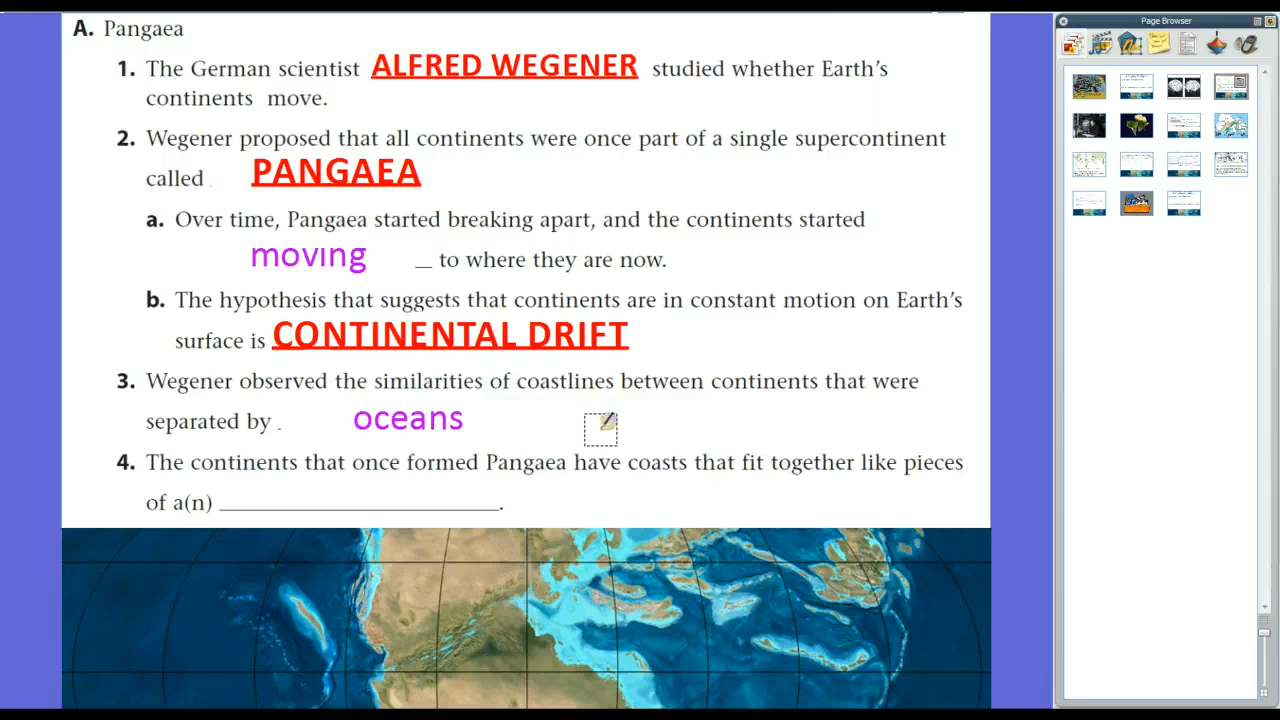 A. Pangaea
1. The German scientist ALFRED WEGENER studied whether Earth's
continents move.
2. Wegener proposed that all continents were once part of a single supercontinent
called PANGAEA
a. Over time, Pangaea started breaking apart, and the continents started
moving __ to where they are now.
b. The hypothesis that suggests that continents are in constant motion on Earth's
surface is CONTINENTAL DRIFT
3. Wegener observed the similarities of coastlines between continents that were
separated by . oceans
4. The continents that once formed Pangaea have coasts that fit together like pieces
of a(n) ____________________.
Page Browser